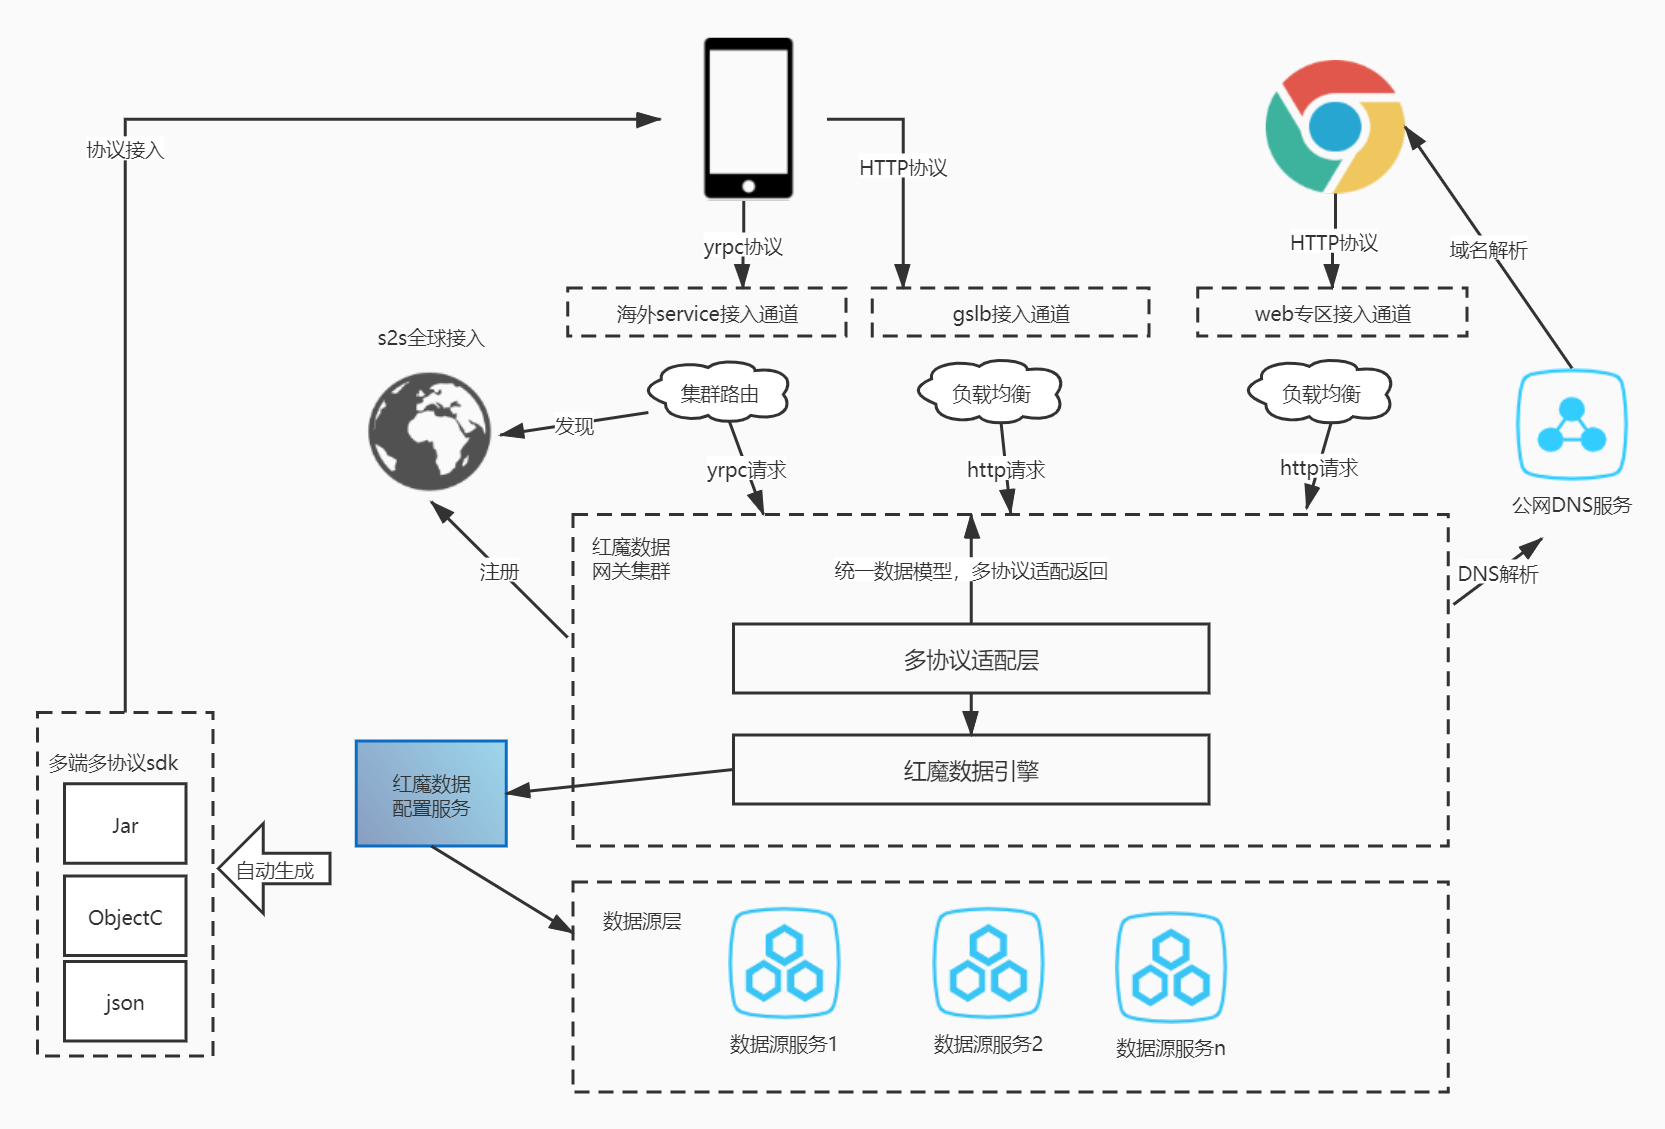 协议接入
HTTP协议
yrpc协议
HTTP协议
域名解析
海外service接入通道
gslb接入通道
web专区接入通道
s2s全球接入
集群路由
负载均衡
负载均衡
发现
yrpc请求
http请求
http请求
公网DNS服务
红魔数据
网关集群
统一数据模型，多协议适配返回
注册
DNS解析
多协议适配层
红魔数据引擎
多端多协议sdk
Jar
ObjectC
json
自动生成
红魔数据
配置服务
数据源层
数据源服务1
数据源服务2
数据源服务n